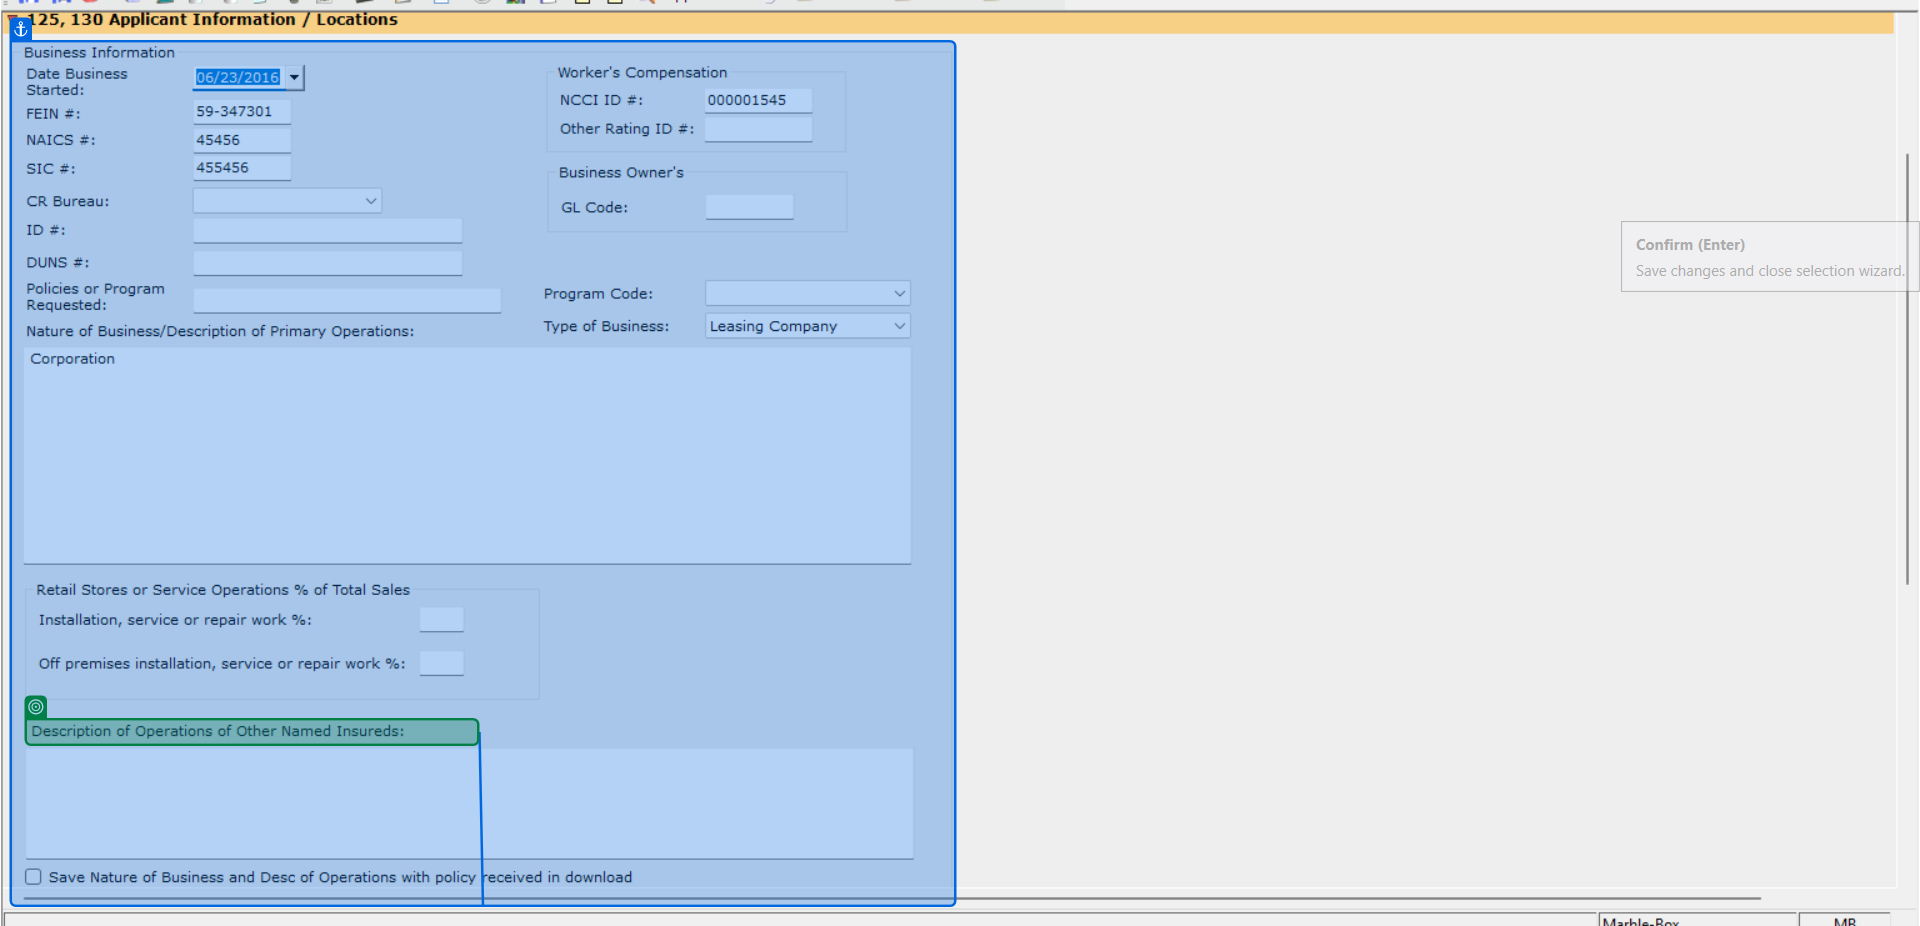 125, 130 Applicant Information / Locations
Business Information
Date Business
Started:
06/23/2016
FEIN #:
59-347301
NAICS #:
45456
SIC #:
455456
CR Bureau:
ID #:
DUNS #:
Policies or Program
Requested:
Worker's Compensation
NCCI ID #:
000001545
Other Rating ID #:
Business Owner's
GL Code:
Program Code:
Type of Business:
Leasing Company
Nature of Business/Description of Primary Operations:
Corporation
Retail Stores or Service Operations % of Total Sales
Installation, service or repair work %:
Off premises installation, service or repair work %:
Description of Operations of Other Named Insureds:
Save Nature of Business and Desc of Operations with policy received in download
Confirm (Enter)
Save changes and close selection wizard.
Marble-Box
MB